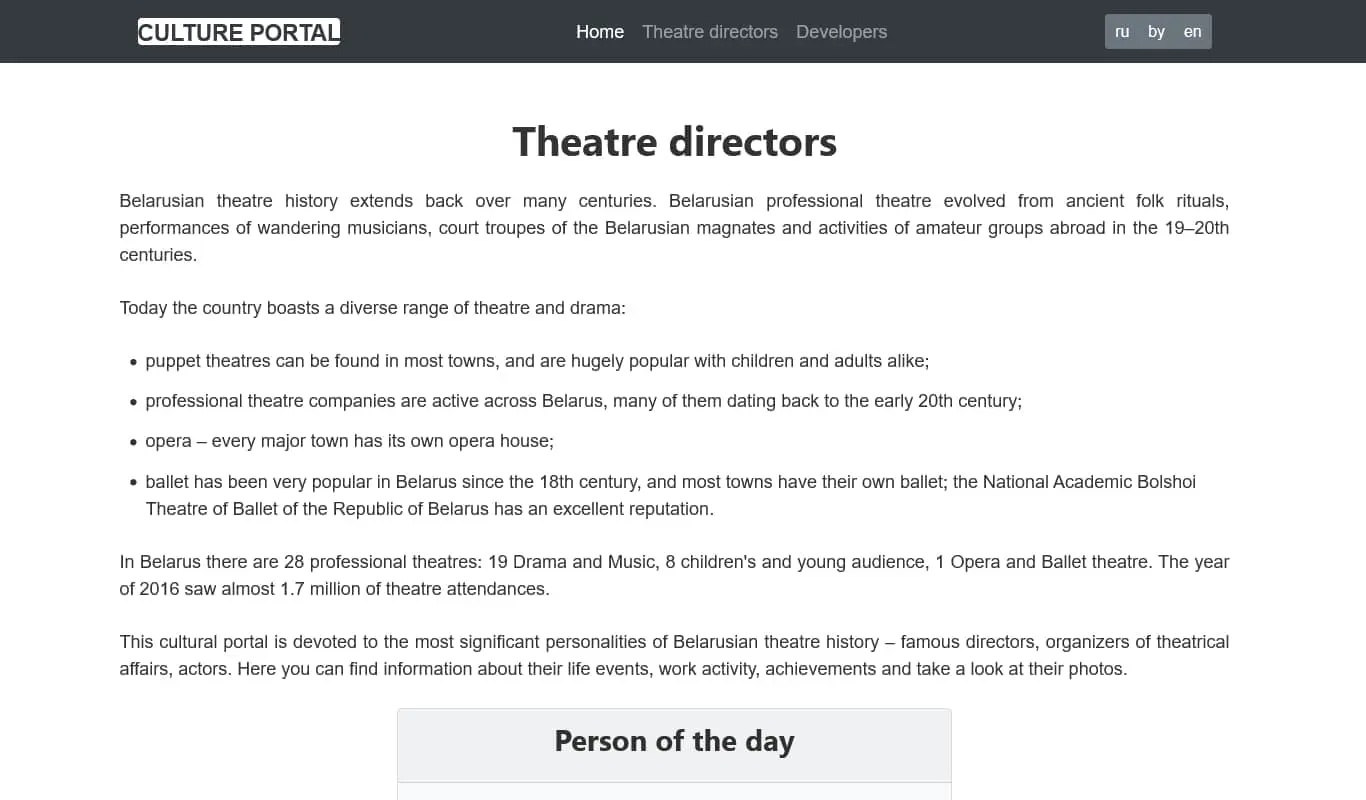 CULTURE PORTAL
Home Theatre directors Developers
ru by en
Theatre directors
Belarusian theatre history extends back over many centuries. Belarusian professional theatre evolved from ancient folk rituals,
performances of wandering musicians, court troupes of the Belarusian magnates and activities of amateur groups abroad in the 19–20th
centuries.
Today the country boasts a diverse range of theatre and drama:
• puppet theatres can be found in most towns, and are hugely popular with children and adults alike;
• professional theatre companies are active across Belarus, many of them dating back to the early 20th century;
• opera – every major town has its own opera house;
• ballet has been very popular in Belarus since the 18th century, and most towns have their own ballet; the National Academic Bolshoi
Theatre of Ballet of the Republic of Belarus has an excellent reputation.
In Belarus there are 28 professional theatres: 19 Drama and Music, 8 children's and young audience, 1 Opera and Ballet theatre. The year
of 2016 saw almost 1.7 million of theatre attendances.
This cultural portal is devoted to the most significant personalities of Belarusian theatre history – famous directors, organizers of theatrical
affairs, actors. Here you can find information about their life events, work activity, achievements and take a look at their photos.
Person of the day